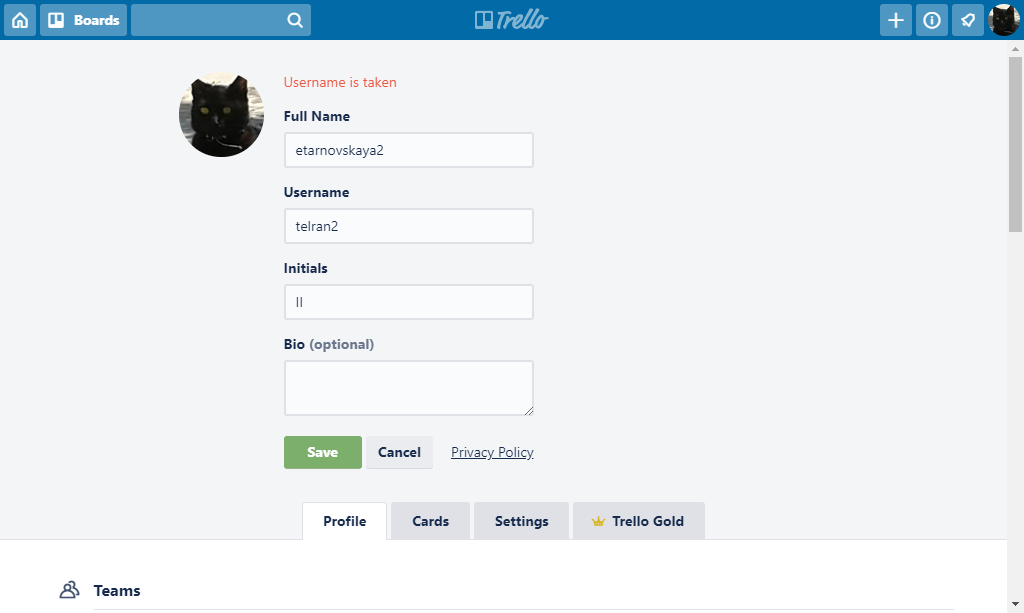 Boards
Trello
Username is taken
Full Name
etarnovskaya2
Username
telran2
Initials
II
Bio (optional)
Save
Cancel
Privacy Policy
Profile
Cards
Settings
Trello Gold
Teams